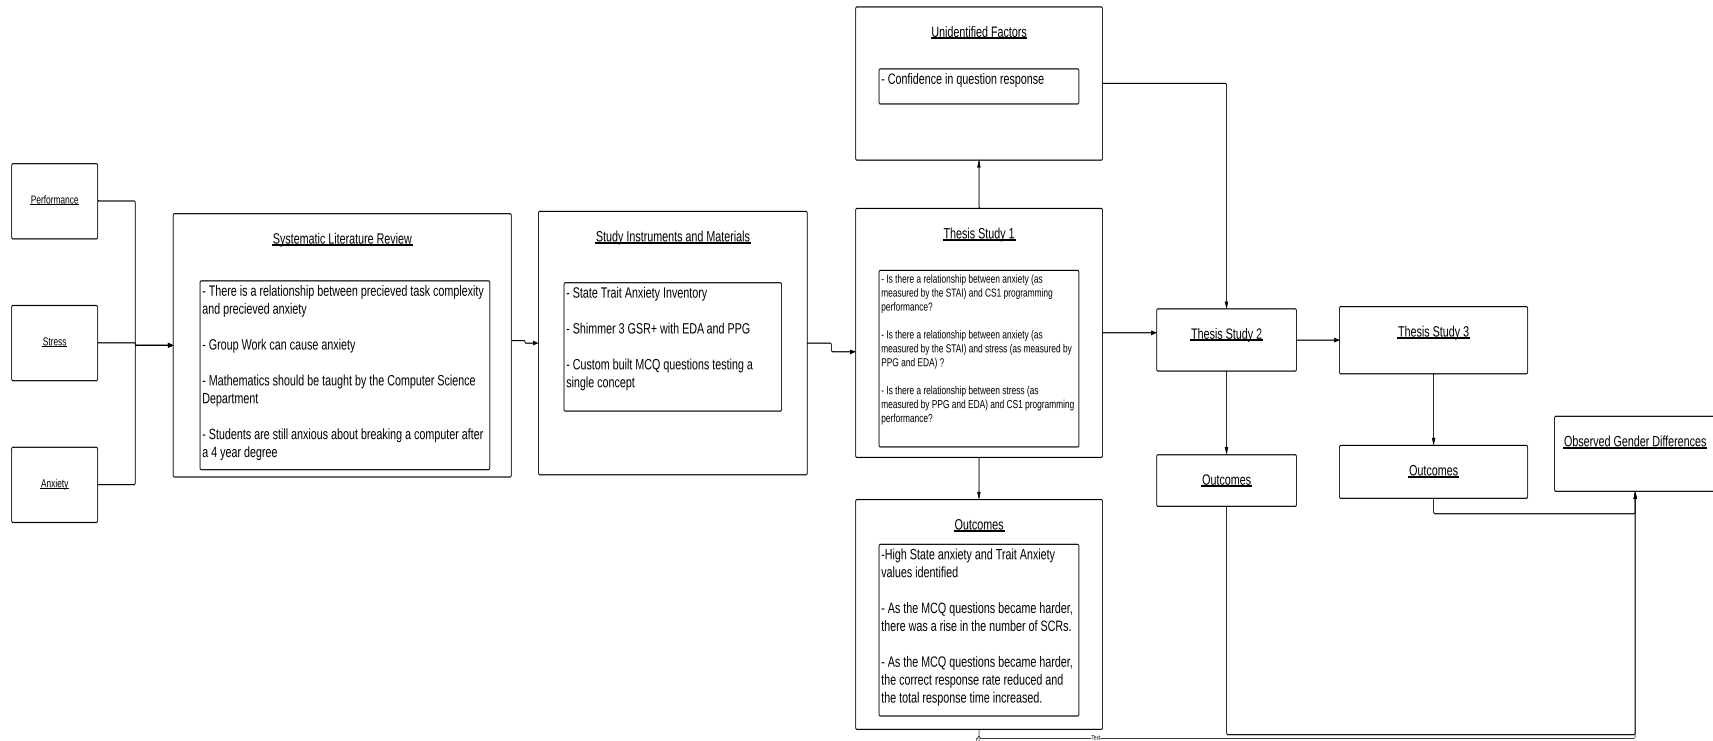 Performance
Stress
Anxiety
Systematic Literature Review
- There is a relationship between precieved task complexity
and precieved anxiety
- Group Work can cause anxiety
- Mathematics should be taught by the Computer Science
Department
- Students are still anxious about breaking a computer after
a 4 year degree
Study Instruments and Materials
- State Trait Anxiety Inventory
- Shimmer 3 GSR+ with EDA and PPG
- Custom built MCQ questions testing a
single concept
Unidentified Factors
- Confidence in question response
Thesis Study 1
- Is there a relationship between anxiety (as
measured by the STAI) and CS1 programming
performance?
- Is there a relationship between anxiety (as
measured by the STAI) and stress (as measured by
PPG and EDA) ?
- Is there a relationship between stress (as
measured by PPG and EDA) and CS1 programming
performance?
Outcomes
-High State anxiety and Trait Anxiety
values identified
- As the MCQ questions became harder,
there was a rise in the number of SCRs.
- As the MCQ questions became harder,
the correct response rate reduced and
the total response time increased.
Text
Thesis Study 2
Outcomes
Thesis Study 3
Outcomes
Observed Gender Differences